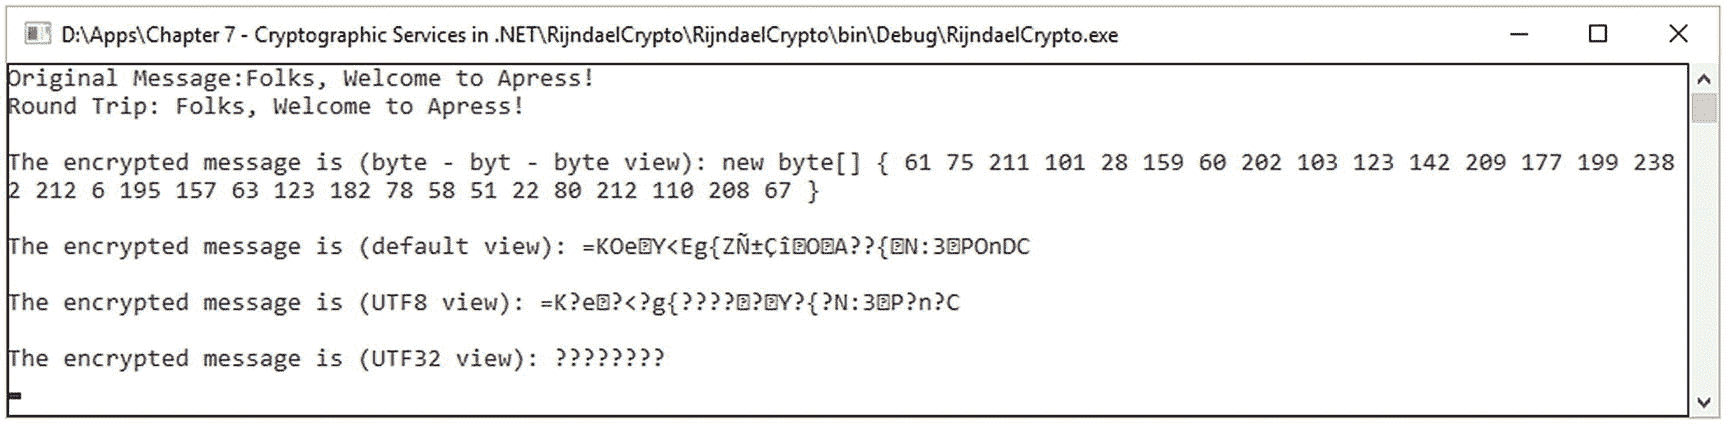 D:\Apps\Chapter 7 - Cryptographic Services in .NET\RijndaelCrypto\RijndaelCrypto\bin\Debug\RijndaelCrypto.exe
Original Message:Folks, Welcome to Apress!
Round Trip: Folks, Welcome to Apress!
The encrypted message is (byte - byt - byte view): new byte[] { 61 75 211 101 28 159 60 202 103 123 142 209 177 199 238
2 212 6 195 157 63 123 182 78 58 51 22 80 212 110 208 67 }
The encrypted message is (default view): =KOe⍰Y<Eg{ZÑ±Çî⍰O⍰A??{⍰N:3⍰POnDC
The encrypted message is (UTF8 view): =K?e⍰?<?g{????⍰?⍰Y?{?N:3⍰P?n?C
The encrypted message is (UTF32 view): ????????